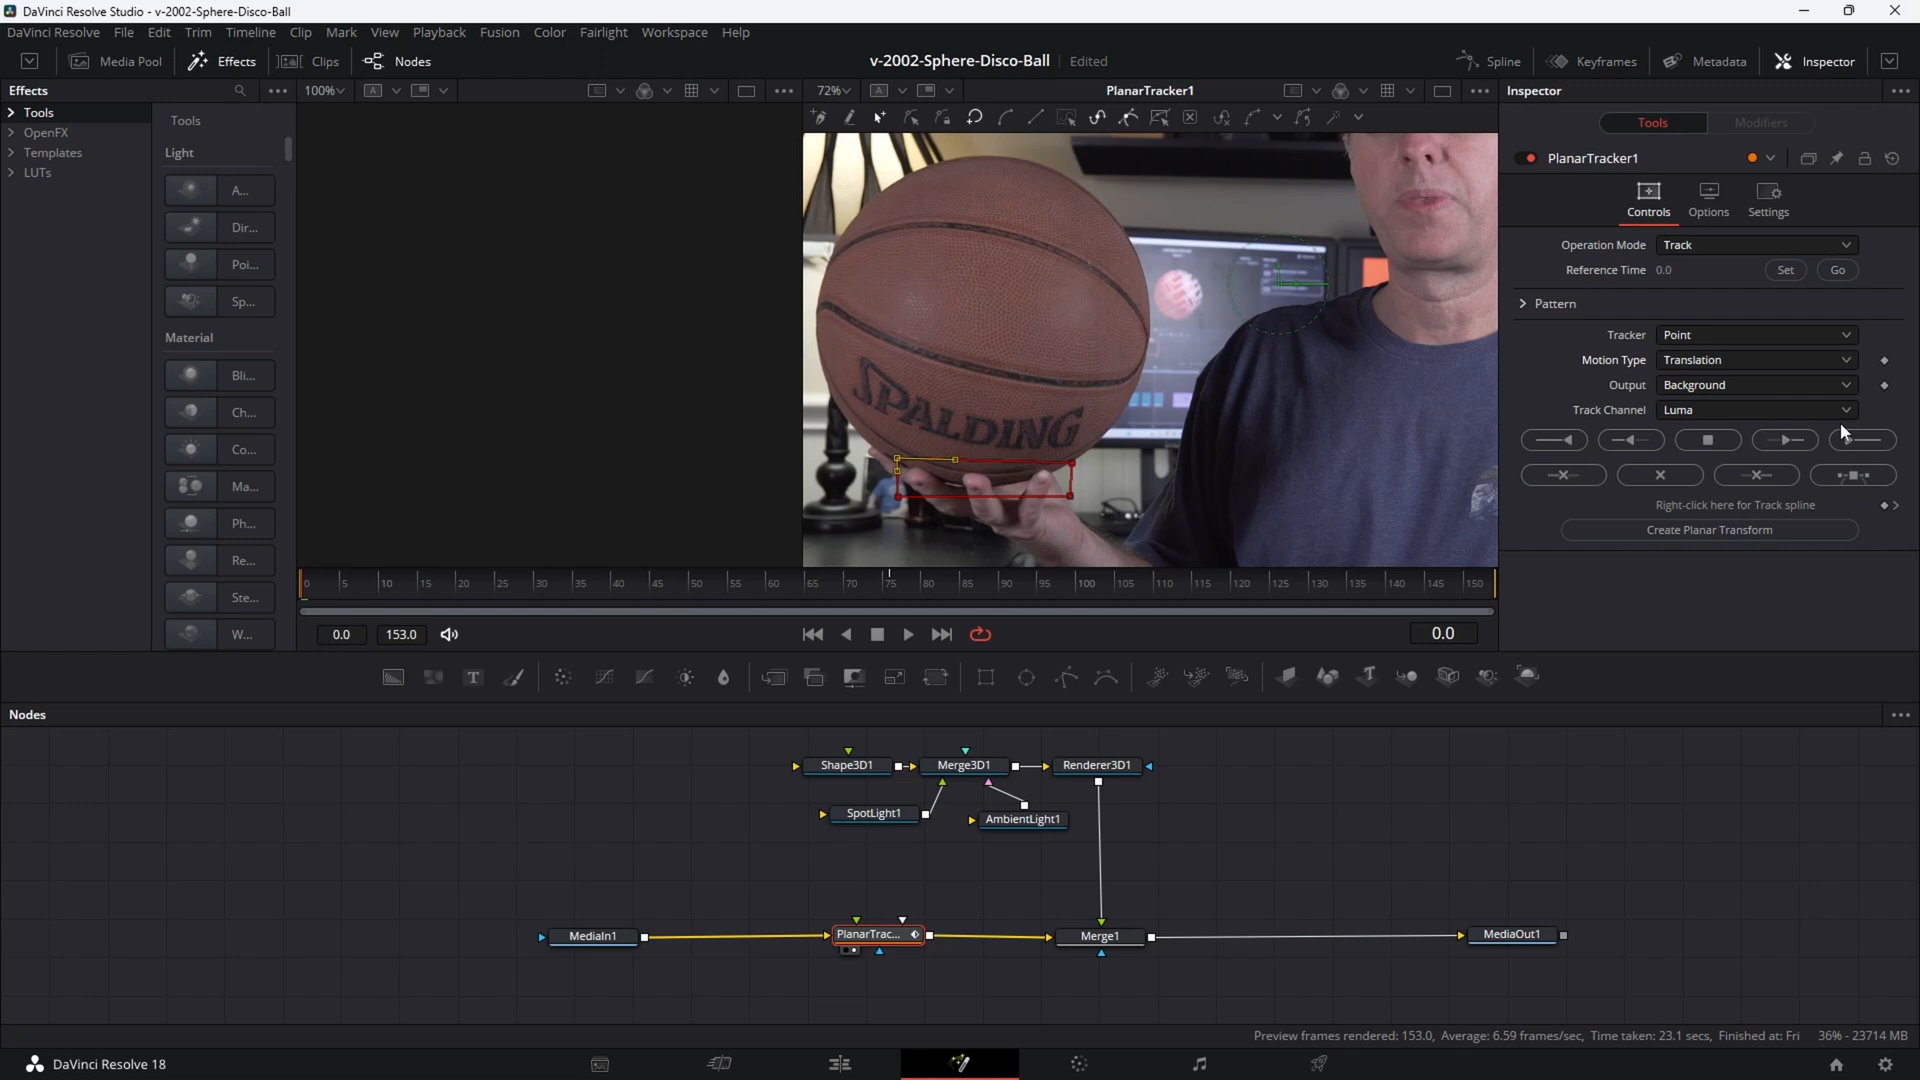 DaVinci Resolve Studio - v-2002-Sphere-Disco-Ball
DaVinci Resolve File Edit Trim Timeline Clip Mark View Playback Fusion Color Fairlight Workspace Help
Media Pool Effects Clips Nodes v-2002-Sphere-Disco-Ball Edited Spline Keyframes Metadata Inspector
Effects 100% A 72% A PlanarTracker1 Inspector
Tools
OpenFX
Templates
LUTs
Tools
Light
A...
Dir...
Poi...
Sp...
Material
Bli...
Ch...
Co...
Ma...
Ph...
Re...
Ste...
W...
SPALDING
Tools Modifiers
PlanarTracker1
Controls Options Settings
Operation Mode Track
Reference Time 0.0 Set Go
Pattern
Tracker Point
Motion Type Translation
Output Background
Track Channel Luma
Right-click here for Track spline
Create Planar Transform
0 5 10 15 20 25 30 35 40 45 50 55 60 65 70 75 80 85 90 95 100 105 110 115 120 125 130 135 140 145 150
0.0 153.0 0.0
Nodes
Shape3D1 Merge3D1 Renderer3D1
SpotLight1 AmbientLight1
MediaIn1 PlanarTrac... Merge1 MediaOut1
Preview frames rendered: 153.0, Average: 6.59 frames/sec, Time taken: 23.1 secs, Finished at: Fri 36% - 23714 MB
DaVinci Resolve 18